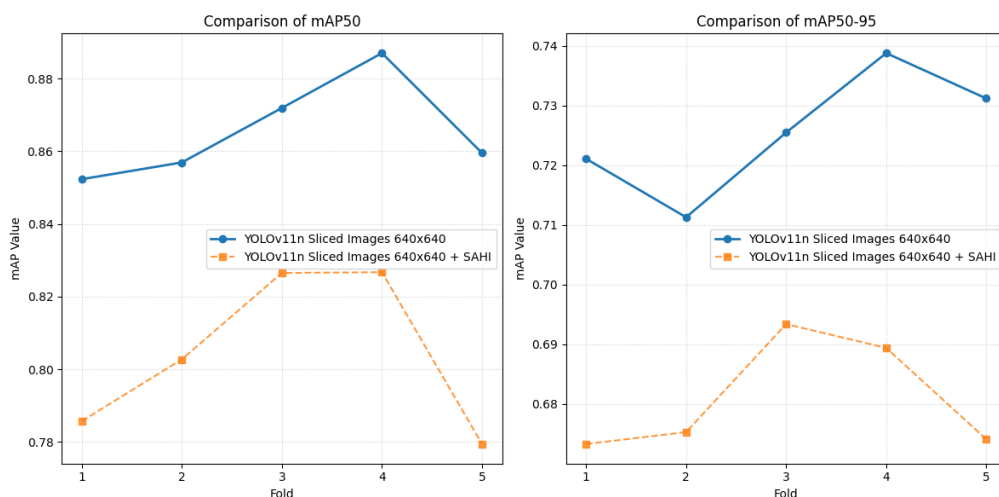 Comparison of mAP50
mAP Value
0.88
0.86
0.84
0.82
0.80
0.78
YOLOv11n Sliced Images 640x640
YOLOv11n Sliced Images 640x640 + SAHI
1 2 3 4 5
Fold
Comparison of mAP50-95
mAP Value
0.74
0.73
0.72
0.71
0.70
0.69
0.68
YOLOv11n Sliced Images 640x640
YOLOv11n Sliced Images 640x640 + SAHI
1 2 3 4 5
Fold